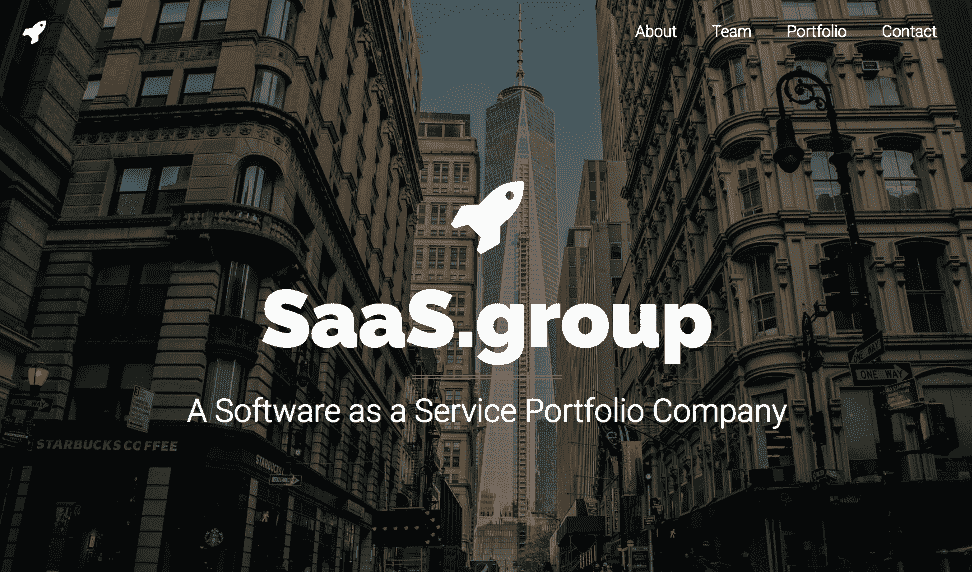 About Team Portfolio Contact
SaaS.group
A Software as a Service Portfolio Company
ONE WAY
STARBUCKS COFFEE